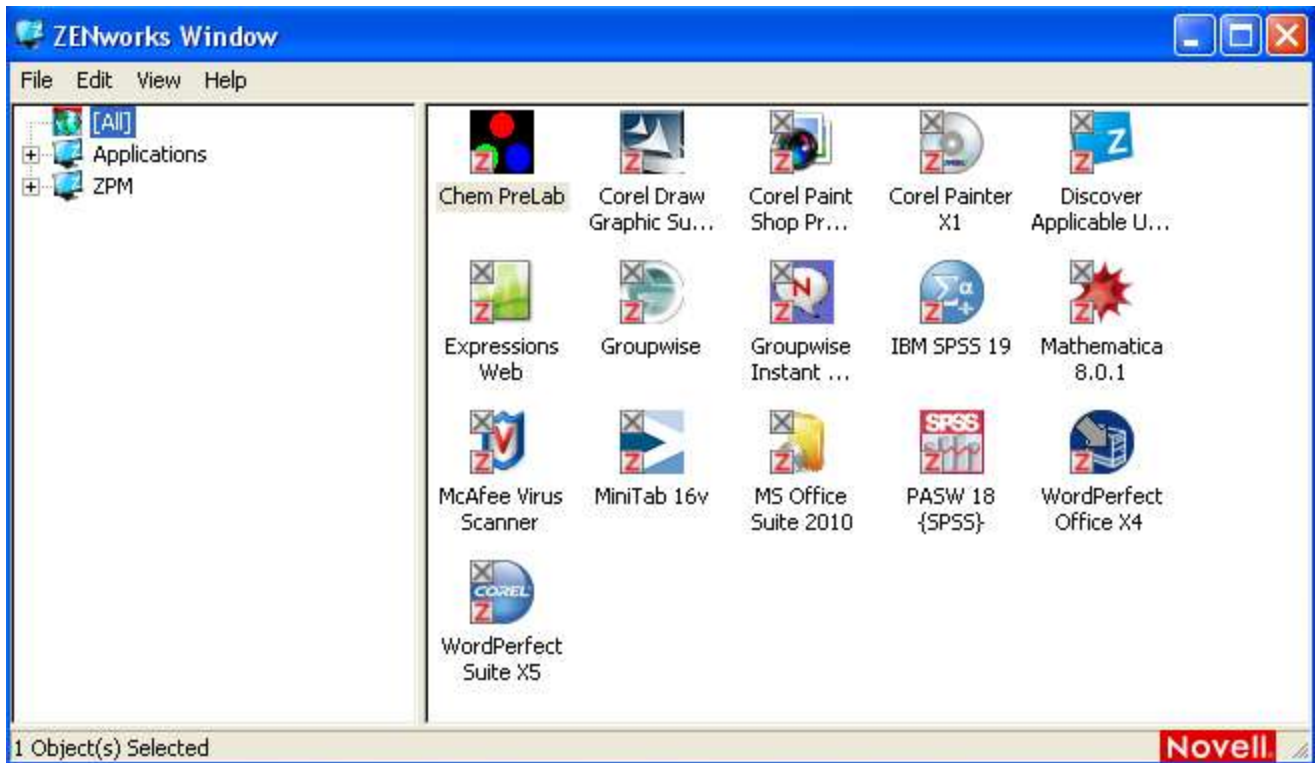 ZENworks Window
File Edit View Help
[All]
Applications
ZPM
Chem PreLab
Corel Draw
Graphic Su...
Corel Paint
Shop Pr...
Corel Painter
X1
Discover
Applicable U...
Expressions
Web
Groupwise
Groupwise
Instant ...
IBM SPSS 19
Mathematica
8.0.1
McAfee Virus
Scanner
MiniTab 16v
MS Office
Suite 2010
SPSS
PASW 18
{SPSS}
WordPerfect
Office X4
COREL
WordPerfect
Suite X5
1 Object(s) Selected
Novell.